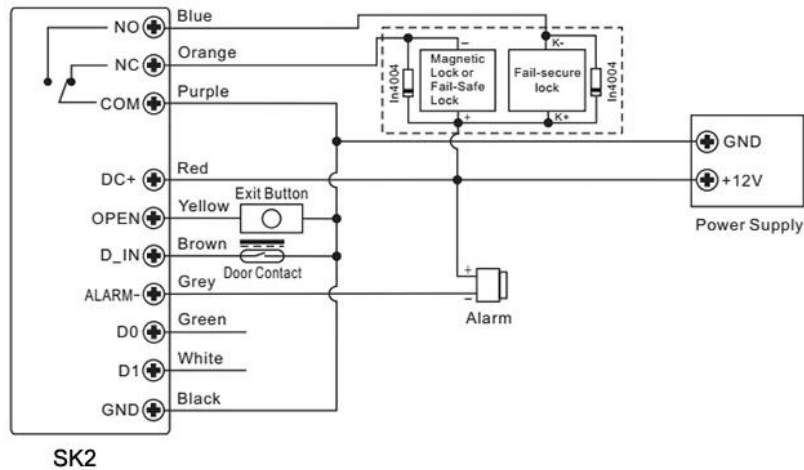 NO
Blue
NC
Orange
COM
Purple
In4004
–
Magnetic
Lock or
Fail-Safe
Lock
+
K-
Fail-secure
lock
K+
In4004
GND
+12V
Power Supply
DC+
Red
OPEN
Yellow
Exit Button
D_IN
Brown
Door Contact
ALARM-
Grey
+
–
Alarm
D0
Green
D1
White
GND
Black
SK2